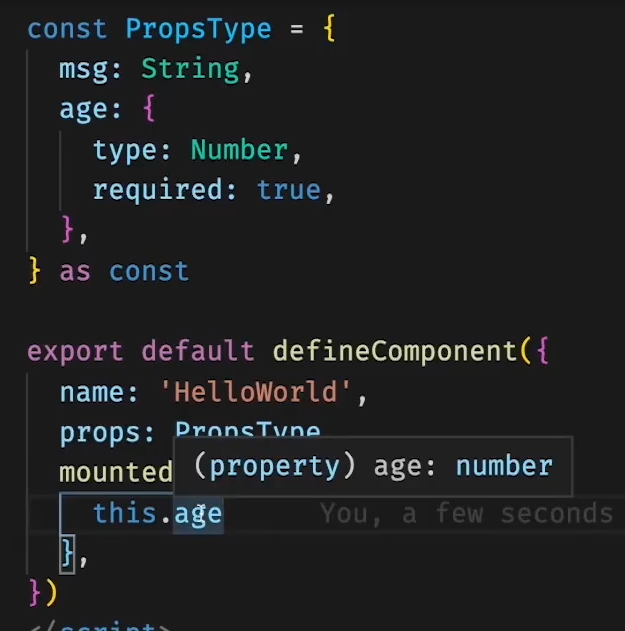 const PropsType = {
msg: String,
age: {
type: Number,
required: true,
},
} as const
export default defineComponent({
name: 'HelloWorld',
props: PropsType
(property) age: number
mounted
this.age You, a few seconds
},
})
</script>